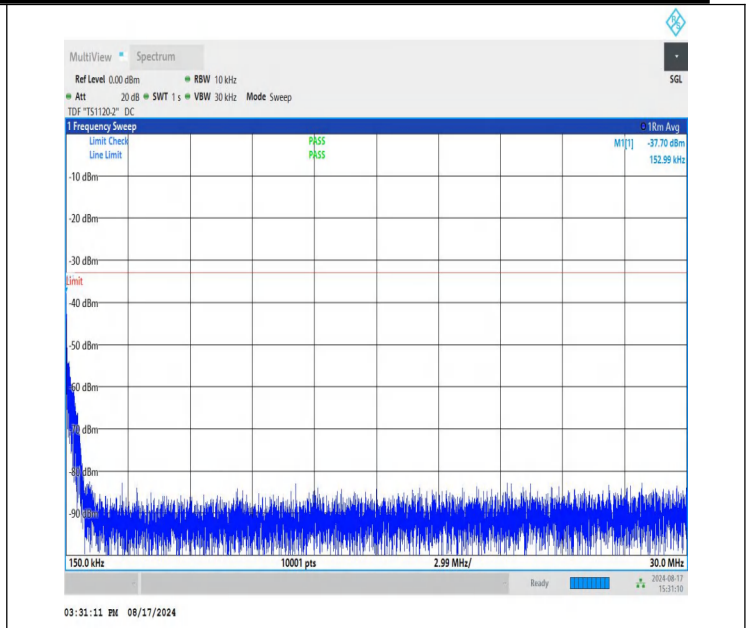 MultiView Spectrum
Ref Level 0.00 dBm RBW 10 kHz SGL
Att 20 dB SWT 1 s VBW 30 kHz Mode Sweep
TDF "TS1120-2" DC
1 Frequency Sweep 1Rm Avg
Limit Check PASS M1[1] -37.70 dBm
Line Limit PASS 152.99 kHz
-10 dBm
-20 dBm
-30 dBm
Limit
-40 dBm
-50 dBm
-60 dBm
-70 dBm
-80 dBm
-90 dBm
150.0 kHz 10001 pts 2.99 MHz/ 30.0 MHz
Ready 2024-08-17
15:31:10
03:31:11 PM 08/17/2024